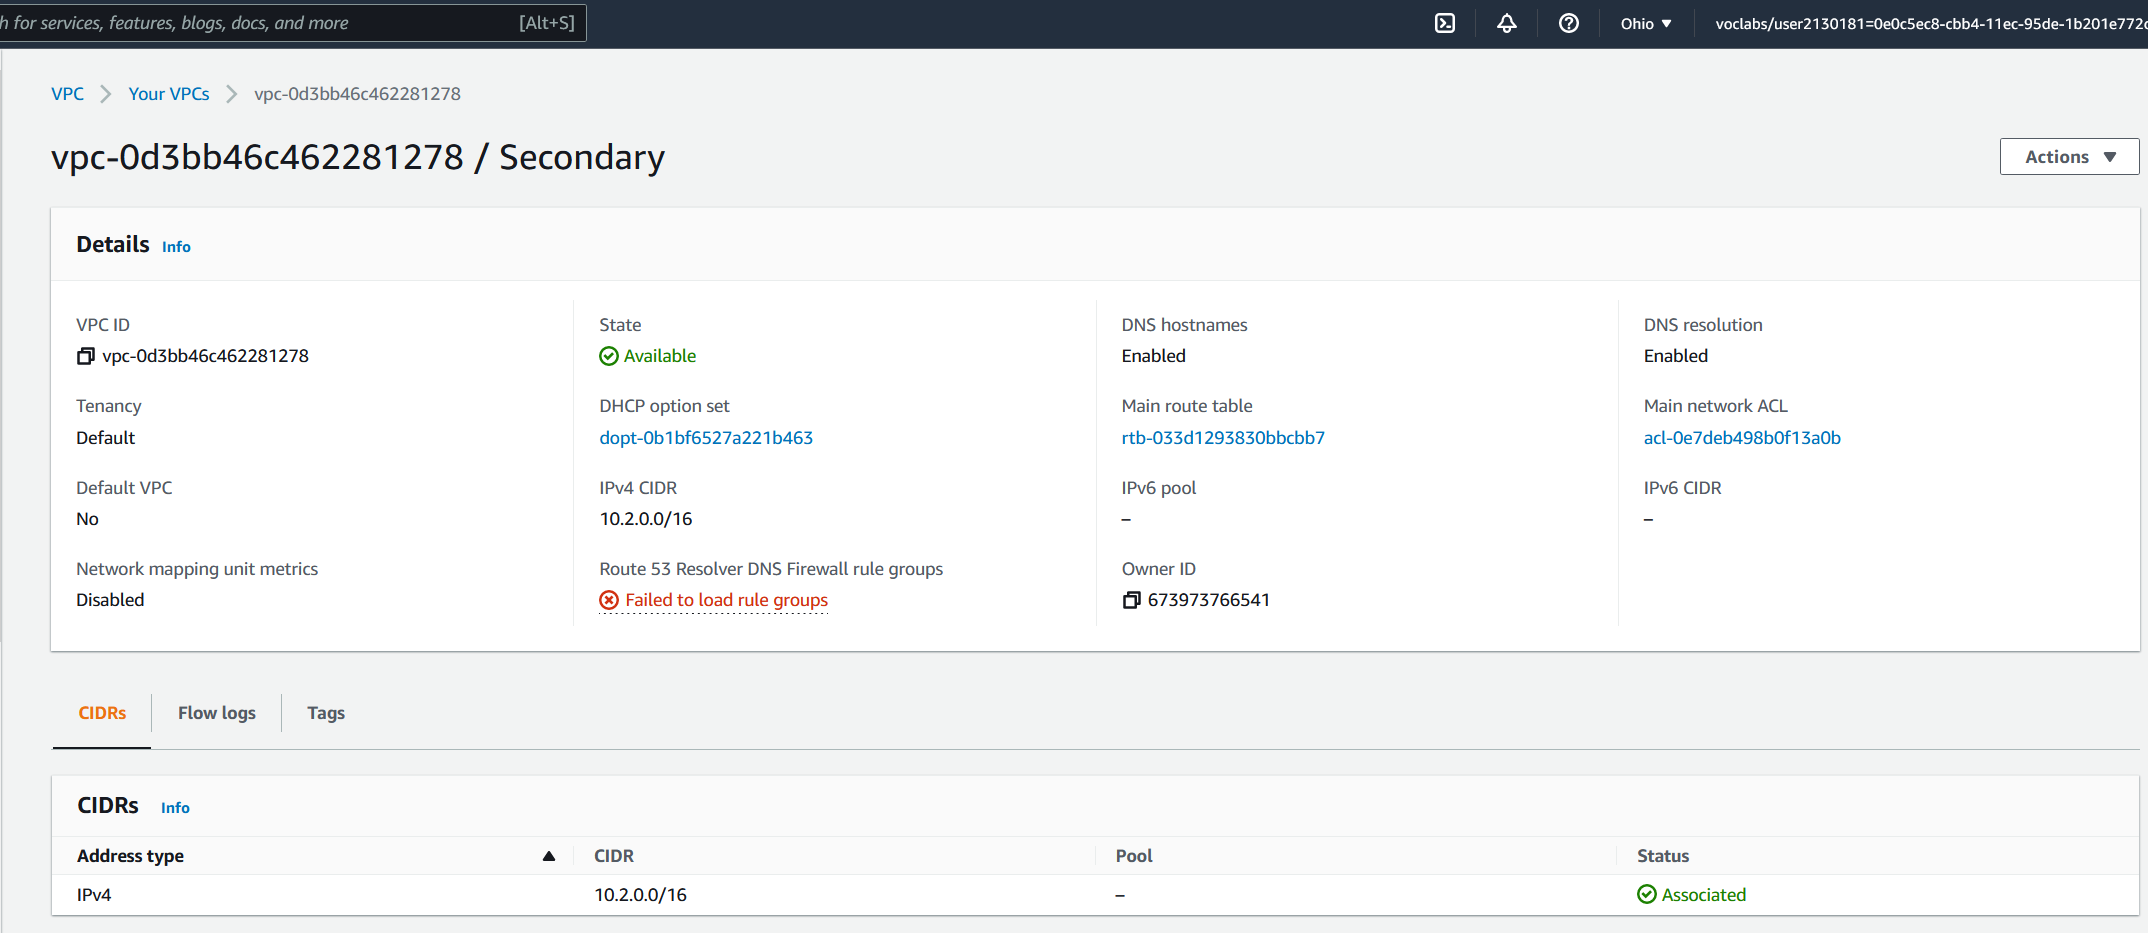 h for services, features, blogs, docs, and more [Alt+S] Ohio ▼ voclabs/user2130181=0e0c5ec8-cbb4-11ec-95de-1b201e772
VPC > Your VPCs > vpc-0d3bb46c462281278
vpc-0d3bb46c462281278 / Secondary Actions ▼
Details Info
VPC ID State DNS hostnames DNS resolution
vpc-0d3bb46c462281278 Available Enabled Enabled
Tenancy DHCP option set Main route table Main network ACL
Default dopt-0b1bf6527a221b463 rtb-033d1293830bbcbb7 acl-0e7deb498b0f13a0b
Default VPC IPv4 CIDR IPv6 pool IPv6 CIDR
No 10.2.0.0/16 – –
Network mapping unit metrics Route 53 Resolver DNS Firewall rule groups Owner ID
Disabled Failed to load rule groups 673973766541
CIDRs Flow logs Tags
CIDRs Info
Address type ▲ CIDR Pool Status
IPv4 10.2.0.0/16 – Associated